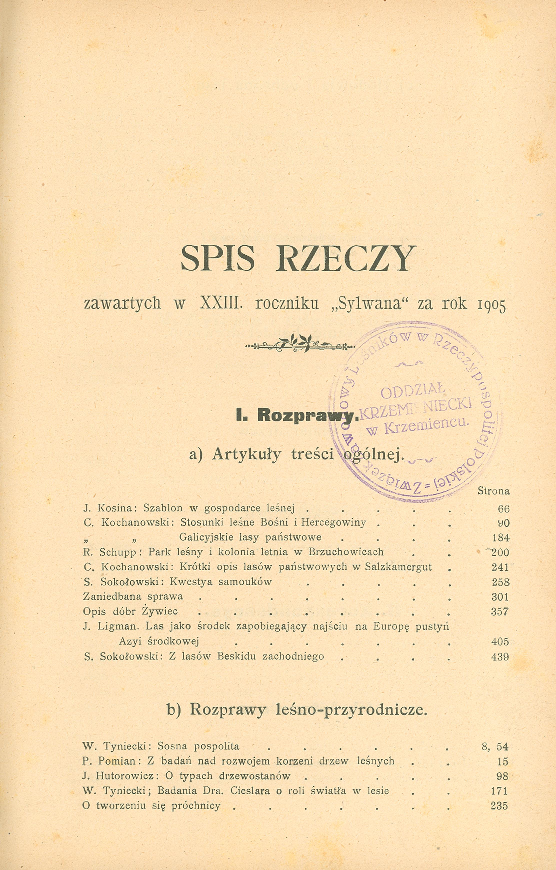 SPIS RZECZY
zawartych w XXIII. roczniku „Sylwana“ za rok 1905
Związek Zawodowy Leśników w Rzeczypospolitej Polskiej
ODDZIAŁ
KRZEMIENIECKI
w Krzemieńcu.
I. Rozprawy.
a) Artykuły treści ogólnej.
Strona
J. Kosina: Szablon w gospodarce leśnej . . . . . 66
C. Kochanowski: Stosunki leśne Bośni i Hercegowiny . . . 90
„ „ Galicyjskie lasy państwowe . . . . 184
R. Schupp: Park leśny i kolonia letnia w Brzuchowicach . . 200
C. Kochanowski: Krótki opis lasów państwowych w Salzkamergut . 241
S. Sokołowski: Kwestya samouków . . . . . 258
Zaniedbana sprawa . . . . . . . . 301
Opis dóbr Żywiec . . . . . . . . 357
J. Ligman. Las jako środek zapobiegający najściu na Europę pustyń
Azyi środkowej . . . . . . . 405
S. Sokołowski: Z lasów Beskidu zachodniego . . . . 439
b) Rozprawy leśno-przyrodnicze.
W. Tyniecki: Sosna pospolita . . . . . . 8, 54
P. Pomian: Z badań nad rozwojem korzeni drzew leśnych . . 15
J. Hutorowicz: O typach drzewostanów . . . . . 98
W. Tyniecki; Badania Dra. Cieslara o roli światła w lesie . . 171
O tworzeniu się próchnicy . . . . . . . 235